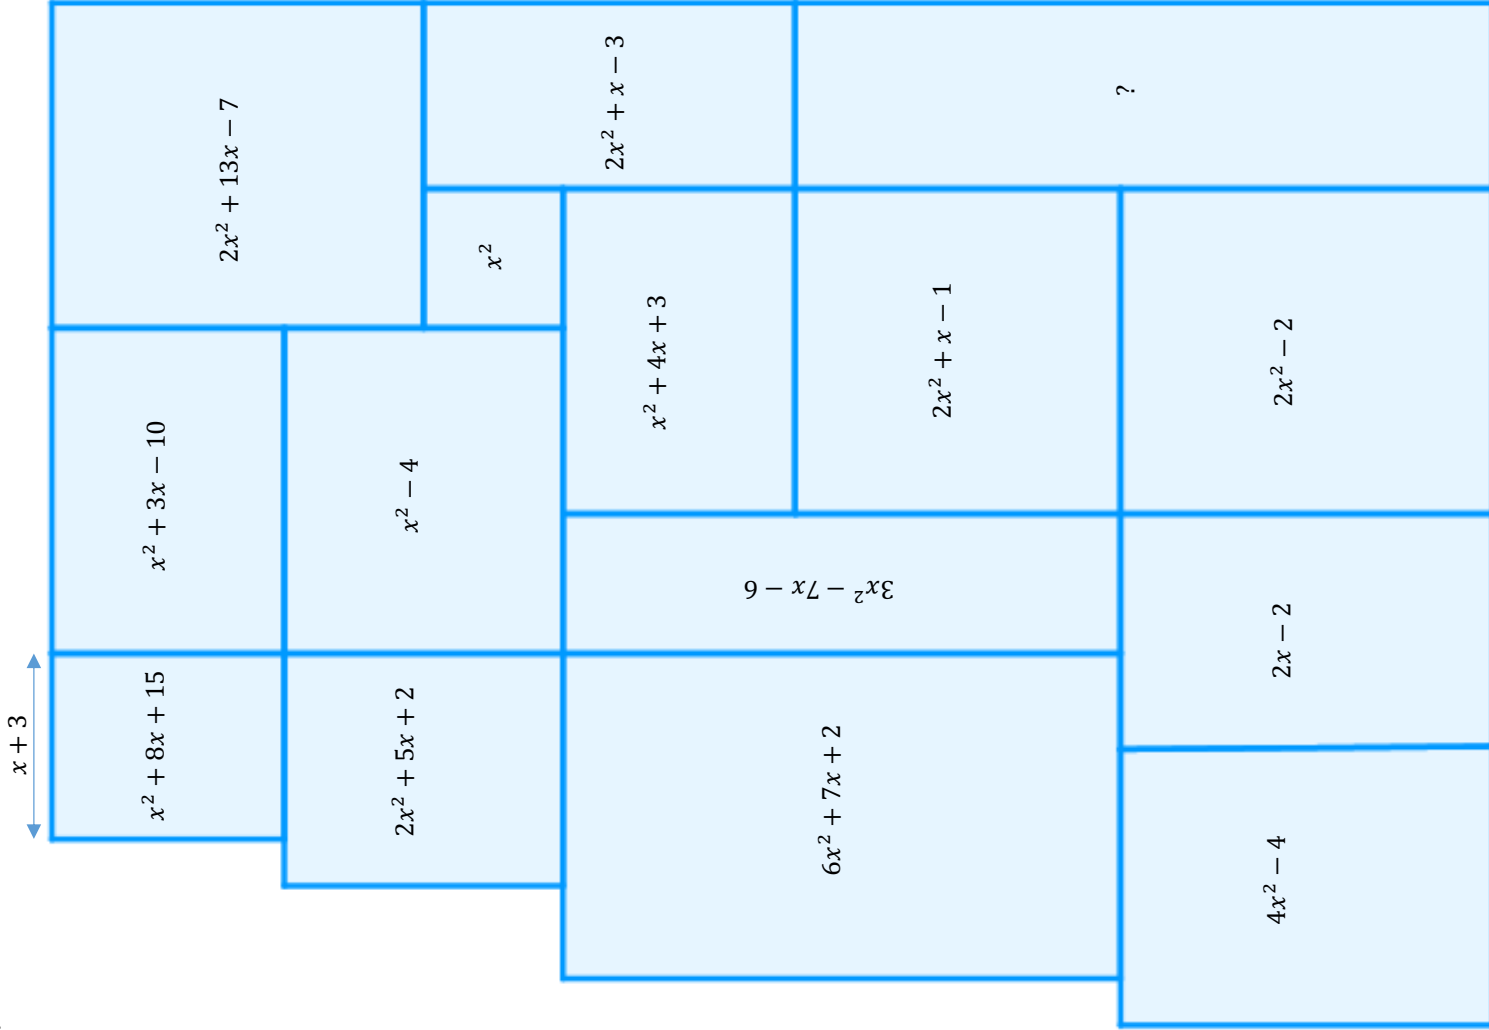 x + 3
x² + 8x + 15
x² + 3x − 10
2x² + 13x − 7
2x² + 5x + 2
x² − 4
x²
2x² + x − 3
6x² + 7x + 2
3x² − 7x − 6
x² + 4x + 3
2x² + x − 1
?
4x² − 4
2x − 2
2x² − 2